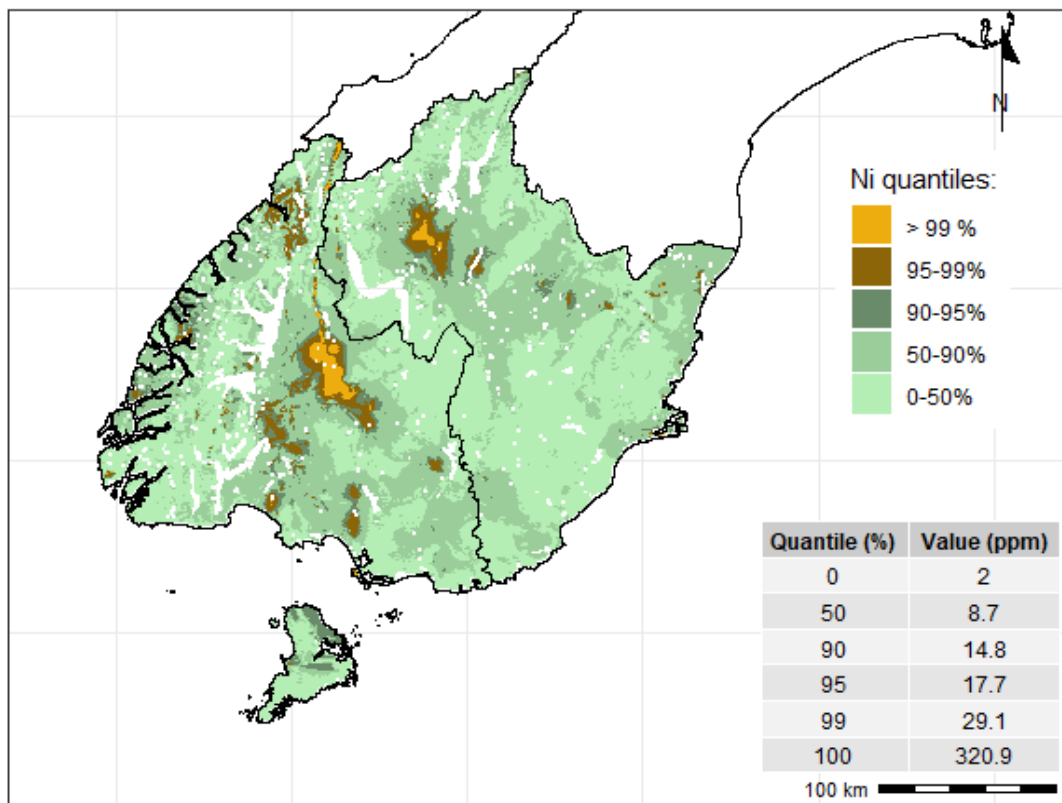 N
Ni quantiles:
> 99 %
95-99%
90-95%
50-90%
0-50%
Quantile (%) Value (ppm)
0 2
50 8.7
90 14.8
95 17.7
99 29.1
100 320.9
100 km